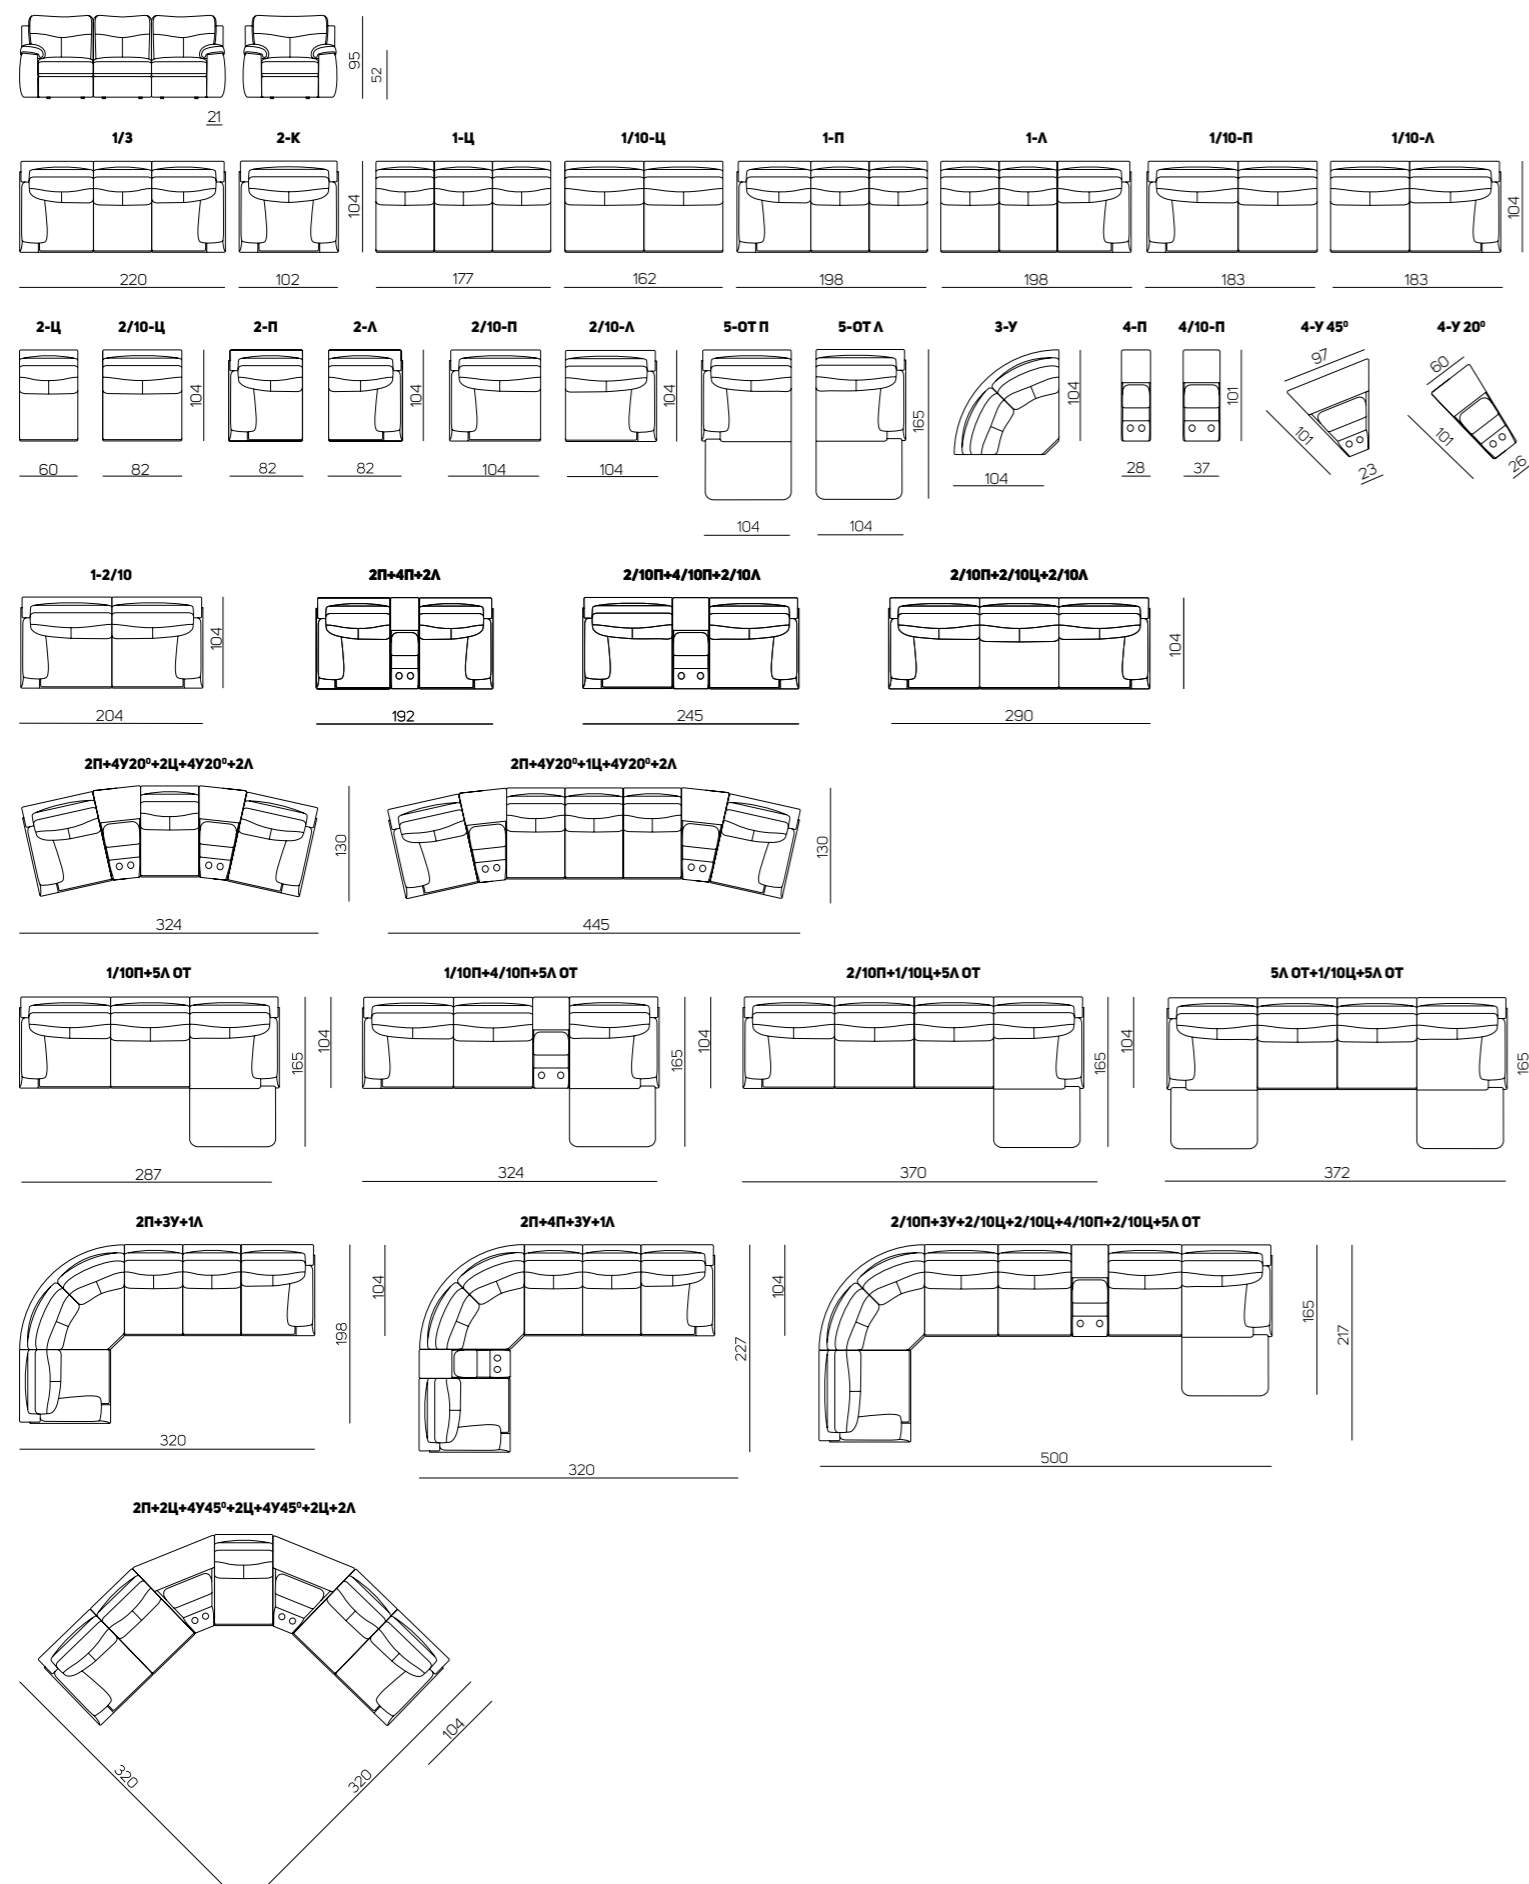 95
52
21
1/3 2-К 1-Ц 1/10-Ц 1-П 1-Л 1/10-П 1/10-Л
104 104
220 102 177 162 198 198 183 183
2-Ц 2/10-Ц 2-П 2-Л 2/10-П 2/10-Л 5-ОТ П 5-ОТ Л 3-У 4-П 4/10-П 4-У 45⁰ 4-У 20⁰
97 60
104 104 104 165 104 101 101 101
60 82 82 82 104 104 104 28 37 23 26
104 104
1-2/10 2П+4П+2Л 2/10П+4/10П+2/10Л 2/10П+2/10Ц+2/10Л
104 104
204 192 245 290
2П+4У20⁰+2Ц+4У20⁰+2Л 2П+4У20⁰+1Ц+4У20⁰+2Л
130 130
324 445
1/10П+5Л ОТ 1/10П+4/10П+5Л ОТ 2/10П+1/10Ц+5Л ОТ 5Л ОТ+1/10Ц+5Л ОТ
165 104 165 104 165 104 165
287 324 370 372
2П+3У+1Л 2П+4П+3У+1Л 2/10П+3У+2/10Ц+2/10Ц+4/10П+2/10Ц+5Л ОТ
198 104 227 104 165 217
320 320 500
2П+2Ц+4У45⁰+2Ц+4У45⁰+2Ц+2Л
104
320 320